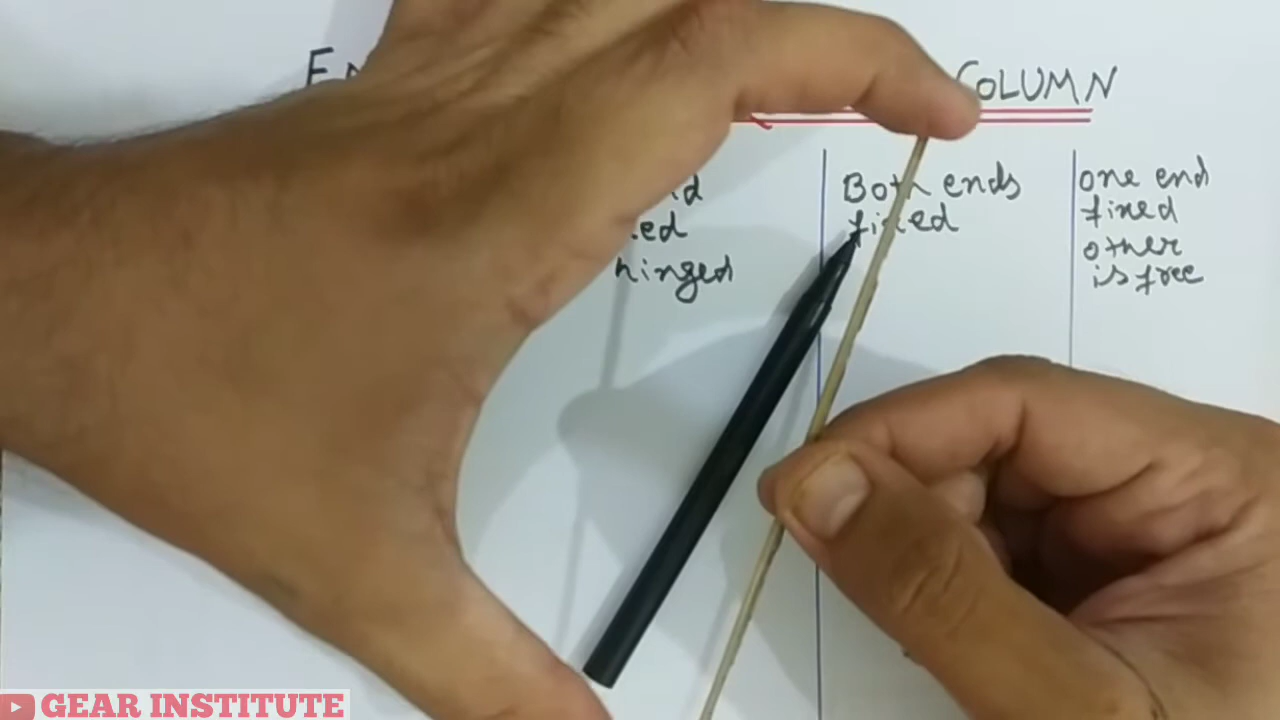 COLUMN
hinged
Both ends
fixed
one end
fixed
other
is free
GEAR INSTITUTE